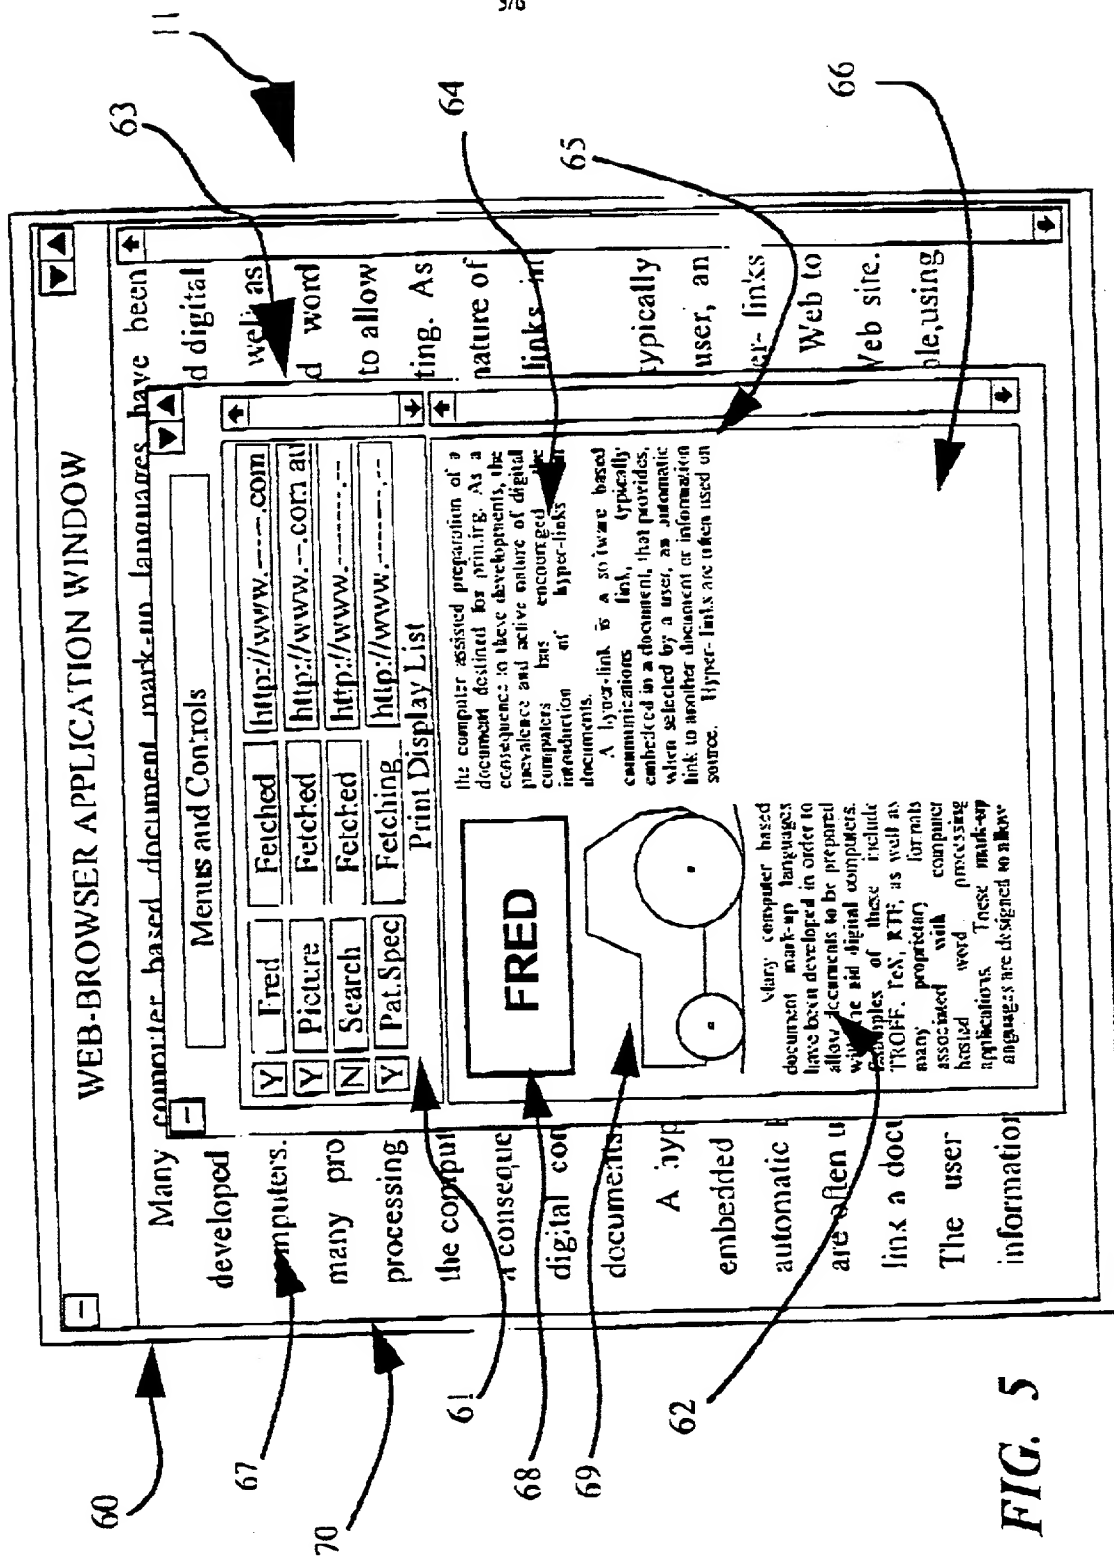 5/6
11
WEB-BROWSER APPLICATION WINDOW
Many computer based document mark-up languages have been
developed
d digital
computers.
well as
many pro
d word
processing
to allow
the comput
ting. As
a conseque
nature of
digital com
links in
documents
A hyp
typically
embedded
user, an
automatic
er- links
are often u
Web to
link a docu
Web site.
The user
ple,using
information
Menus and Controls
Y Fred Fetched http://www.-----.com
Y Picture Fetched http://www.--.com au
N Search Fetched http://www.--------.--
Y Pat.Spec Fetching http://www.------.--
Print Display List
FRED
Many computer based
document mark-up languages
have been developed in order to
allow documents to be prepared
with the aid digital computers.
Examples of these include
TROFF, TeX, RTF, as well as
many proprietary formats
associated with computer
hosted word processing
applications. These mark-up
languages are designed to allow
the computer assisted preparation of a
document destined for printing. As a
consequence to these developments, the
prevalence and active nature of digital
computers has encouraged the
introduction of hyper-links in
documents.
A hyper-link is a software based
communications link, typically
embedded in a document, that provides,
when selected by a user, an automatic
link to another document or information
source. Hyper-links are often used on
60
67
70
61
68
69
62
63
64
65
66
FIG. 5